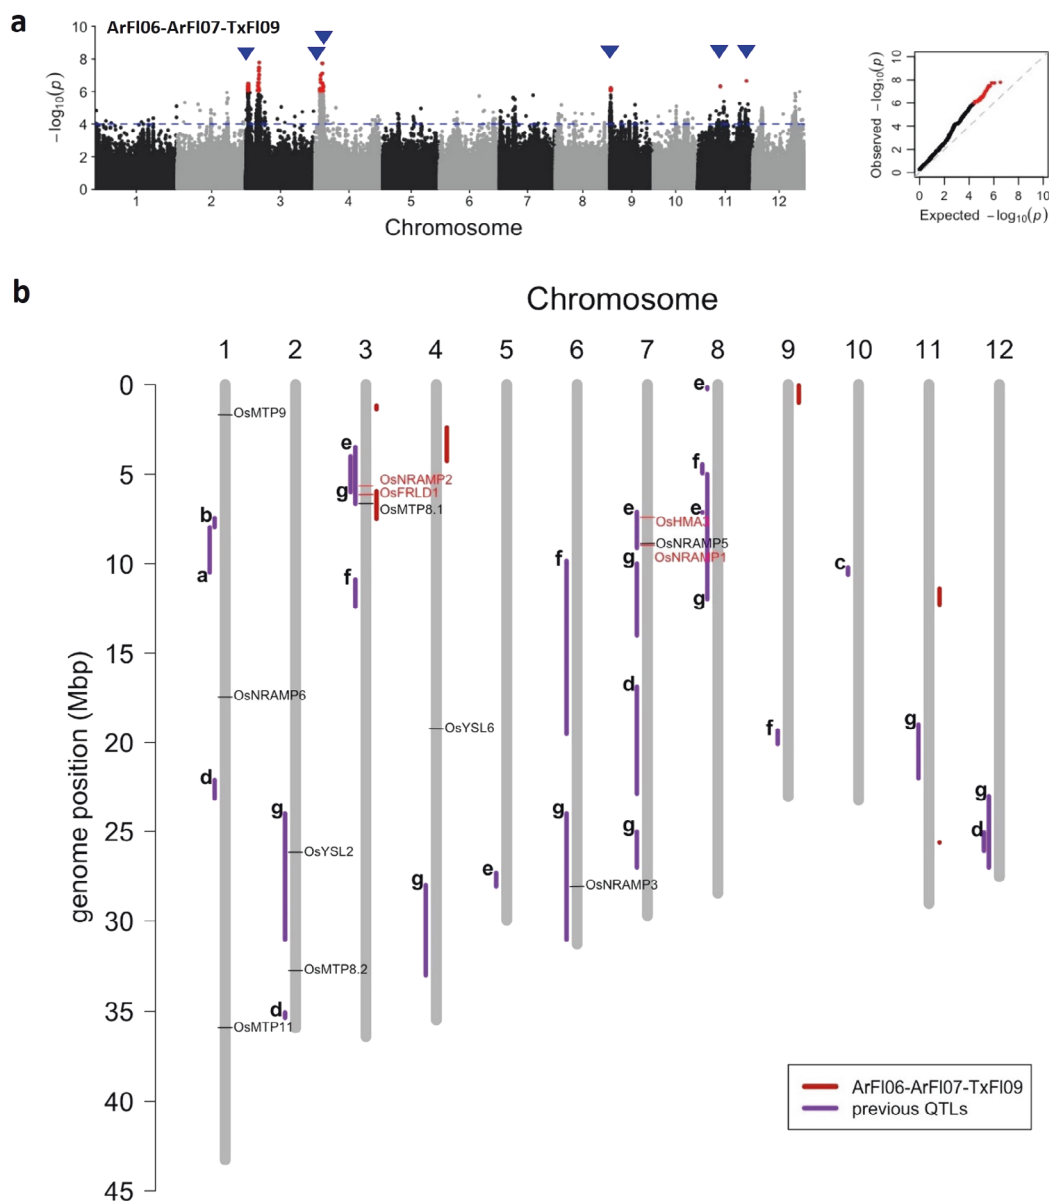 a
ArFl06-ArFl07-TxFl09
10
8
6
4
2
0
−log10(p)
1 2 3 4 5 6 7 8 9 10 11 12
Chromosome
10
8
6
4
2
0
Observed −log10(p)
0 2 4 6 8 10
Expected −log10(p)
b
Chromosome
1 2 3 4 5 6 7 8 9 10 11 12
genome position (Mbp)
0
5
10
15
20
25
30
35
40
45
OsMTP9
b
a
OsNRAMP6
d
OsMTP11
g
OsYSL2
OsMTP8.2
d
e
g
OsNRAMP2
OsFRLD1
OsMTP8.1
f
OsYSL6
g
e
f
g
OsNRAMP3
e
OsHMA3
OsNRAMP5
OsNRAMP1
g
d
g
e
f
e
g
f
c
g
g
d
ArFl06-ArFl07-TxFl09
previous QTLs